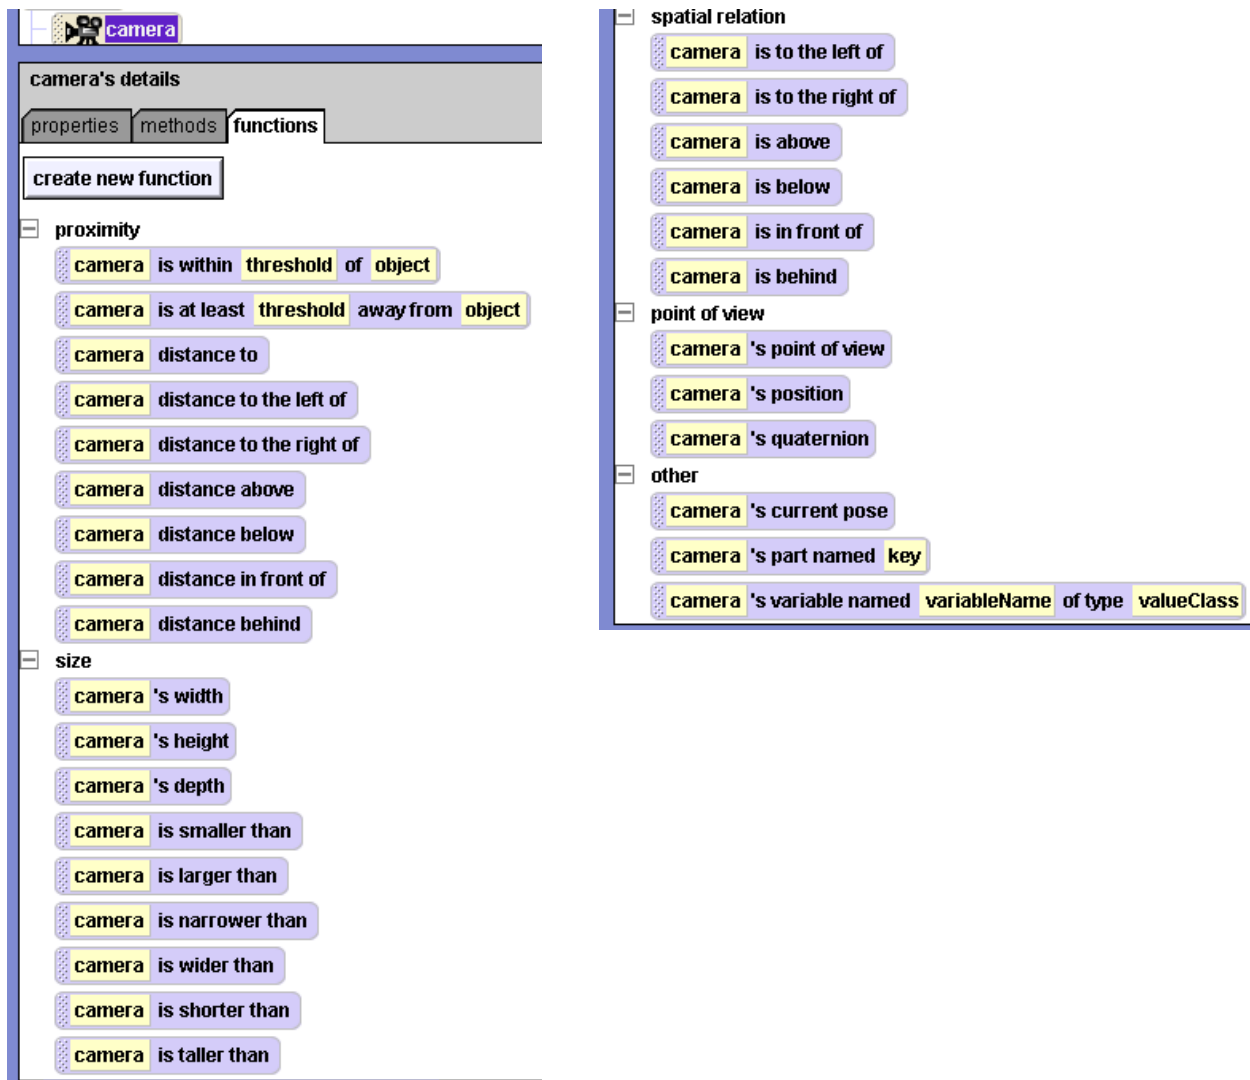 camera
camera's details
properties methods functions
create new function
proximity
camera is within threshold of object
camera is at least threshold away from object
camera distance to
camera distance to the left of
camera distance to the right of
camera distance above
camera distance below
camera distance in front of
camera distance behind
size
camera 's width
camera 's height
camera 's depth
camera is smaller than
camera is larger than
camera is narrower than
camera is wider than
camera is shorter than
camera is taller than
spatial relation
camera is to the left of
camera is to the right of
camera is above
camera is below
camera is in front of
camera is behind
point of view
camera 's point of view
camera 's position
camera 's quaternion
other
camera 's current pose
camera 's part named key
camera 's variable named variableName of type valueClass